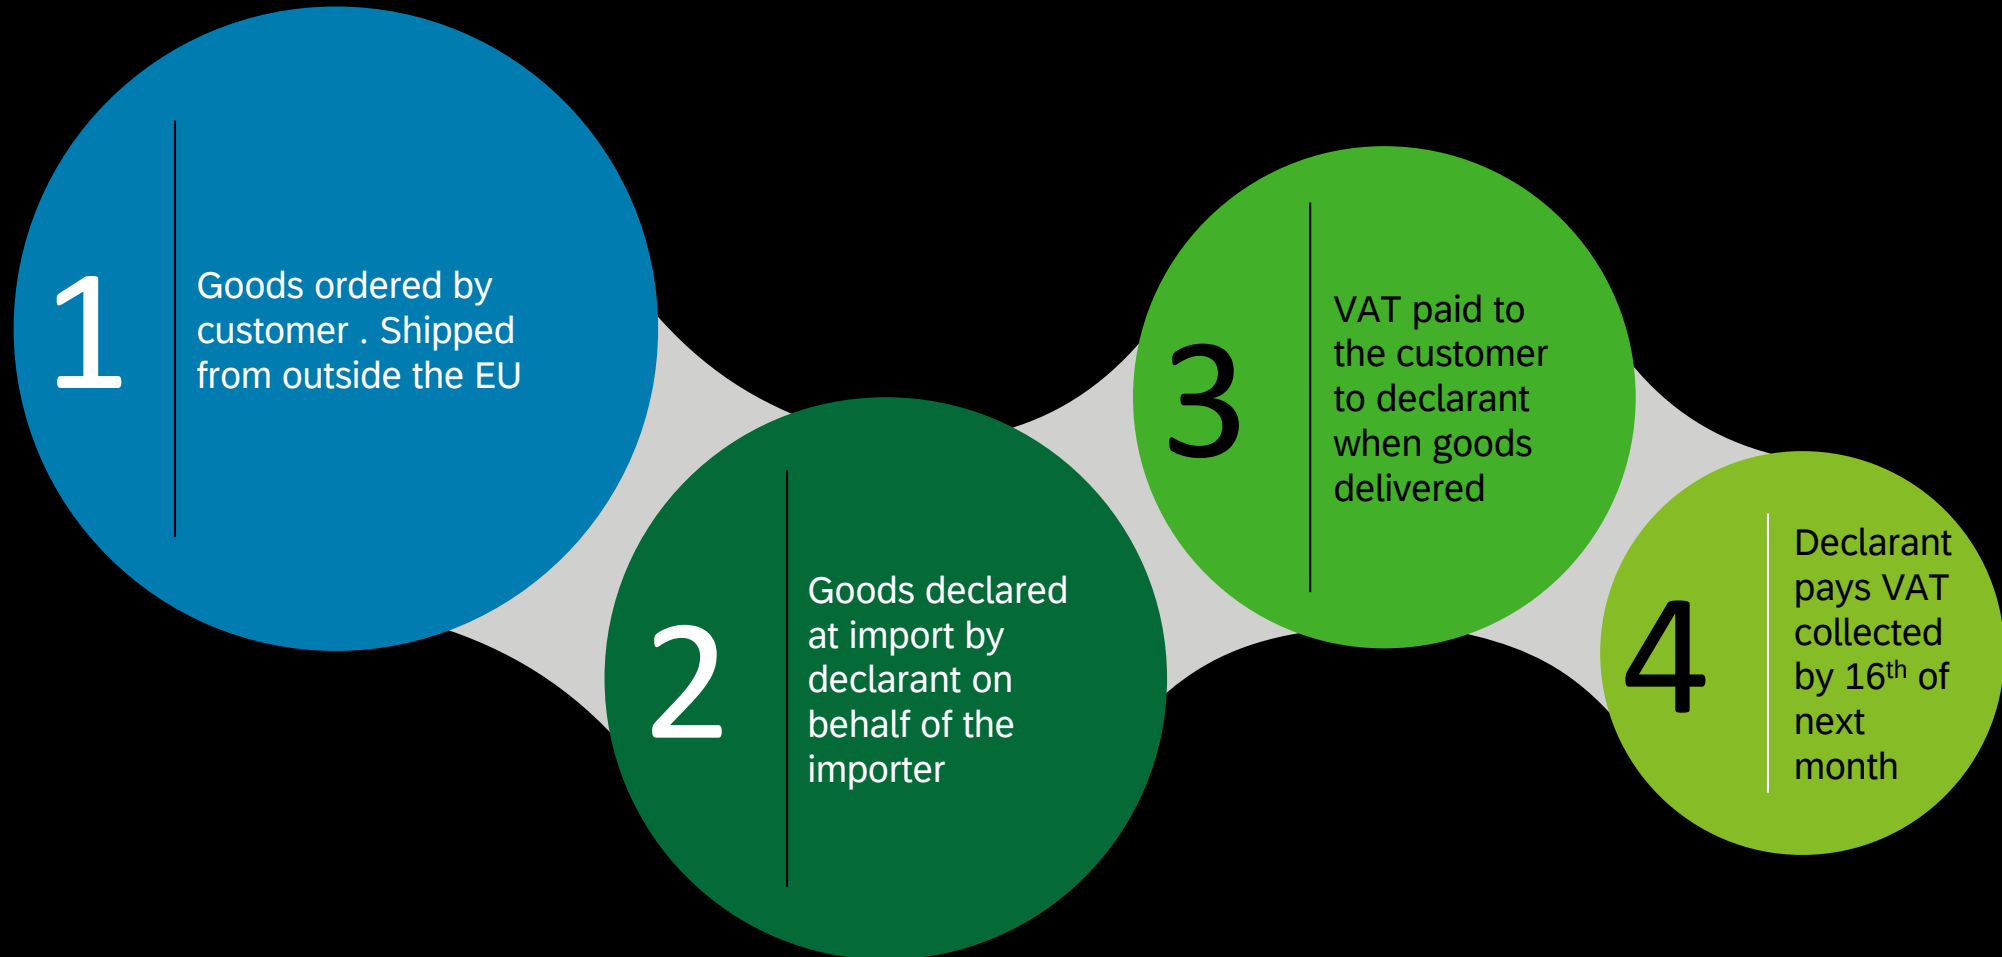 1
Goods ordered by
customer . Shipped
from outside the EU
2
Goods declared
at import by
declarant on
behalf of the
importer
3
VAT paid to
the customer
to declarant
when goods
delivered
4
Declarant
pays VAT
collected
by 16th of
next
month